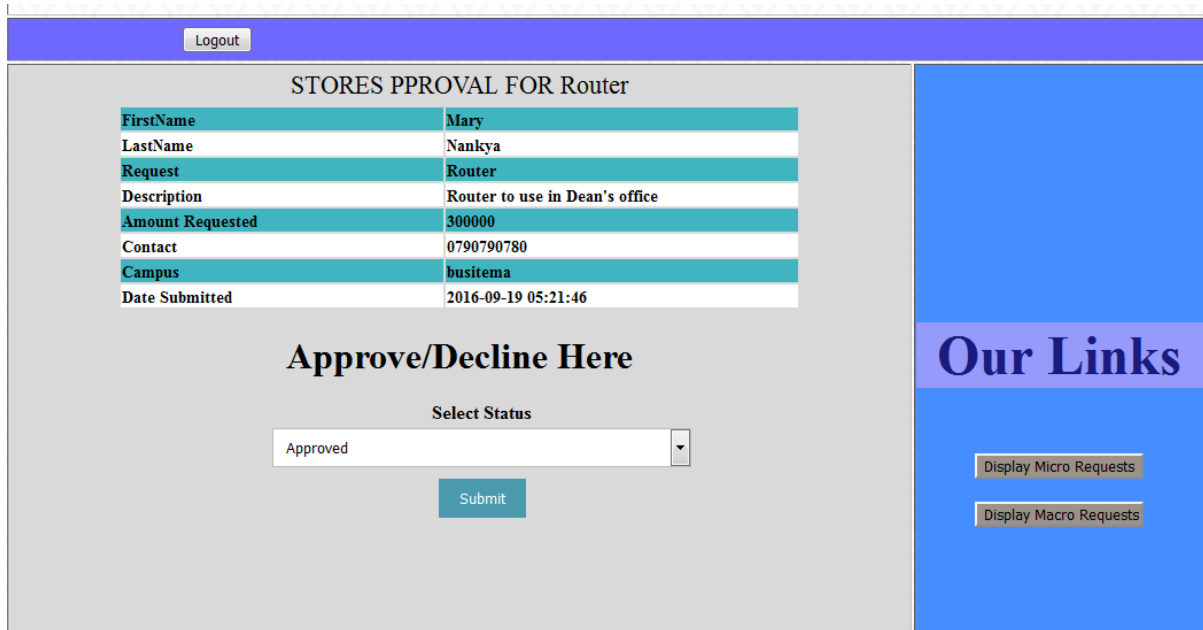 Logout
STORES PPROVAL FOR Router
FirstName Mary
LastName Nankya
Request Router
Description Router to use in Dean's office
Amount Requested 300000
Contact 0790790780
Campus busitema
Date Submitted 2016-09-19 05:21:46
Approve/Decline Here
Select Status
Approved
Submit
Our Links
Display Micro Requests
Display Macro Requests